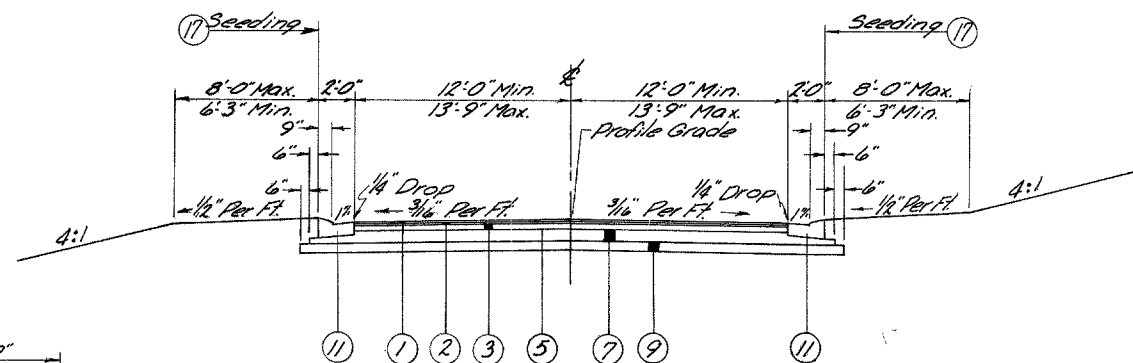 ⑰ Seeding
Seeding ⑰
℄
8'-0" Max. 2'-0" 12'-0" Min. 12'-0" Min. 2'-0" 8'-0" Max.
6'-3" Min. 13'-9" Max. 13'-9" Max. 6'-3" Min.
Profile Grade
9" 9"
6" 6"
6" 1/4" Drop 1/4" Drop 6"
1/2" Per Ft. 3/16" Per Ft. 3/16" Per Ft. 1/2" Per Ft.
4:1 4:1
⑪ ① ② ③ ⑤ ⑦ ⑨ ⑪